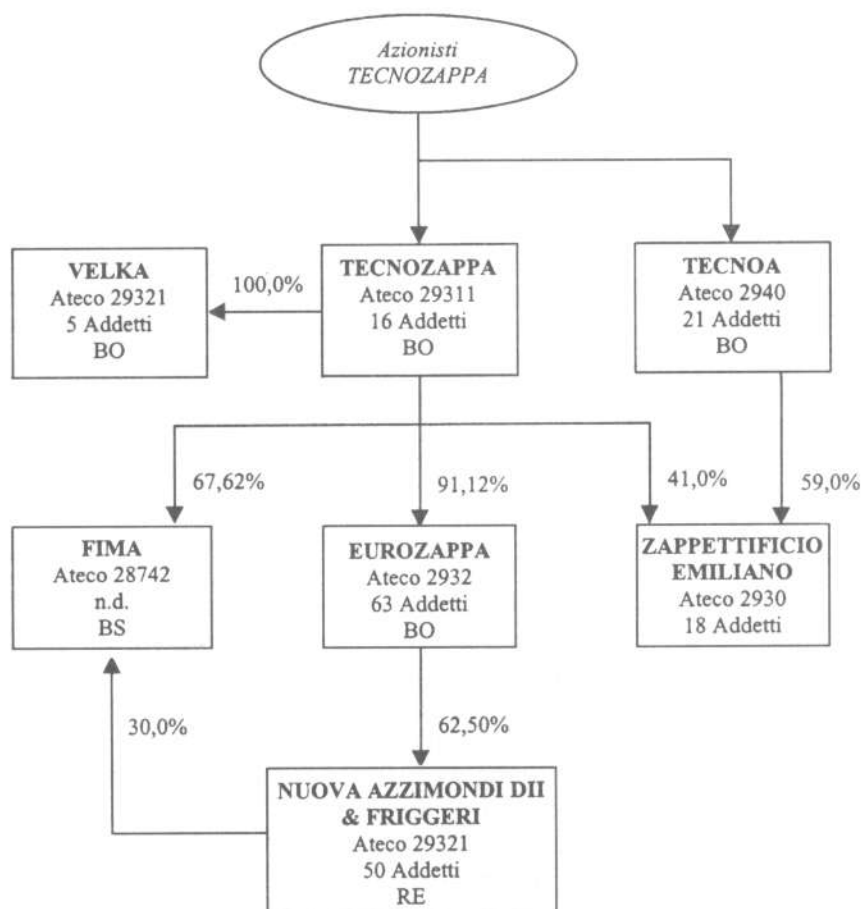 Azionisti
TECNOZAPPA
VELKA
Ateco 29321
5 Addetti
BO
100,0%
TECNOZAPPA
Ateco 29311
16 Addetti
BO
TECNOA
Ateco 2940
21 Addetti
BO
67,62%
91,12%
41,0%
59,0%
FIMA
Ateco 28742
n.d.
BS
EUROZAPPA
Ateco 2932
63 Addetti
BO
ZAPPETTIFICIO
EMILIANO
Ateco 2930
18 Addetti
30,0%
62,50%
NUOVA AZZIMONDI DII
& FRIGGERI
Ateco 29321
50 Addetti
RE